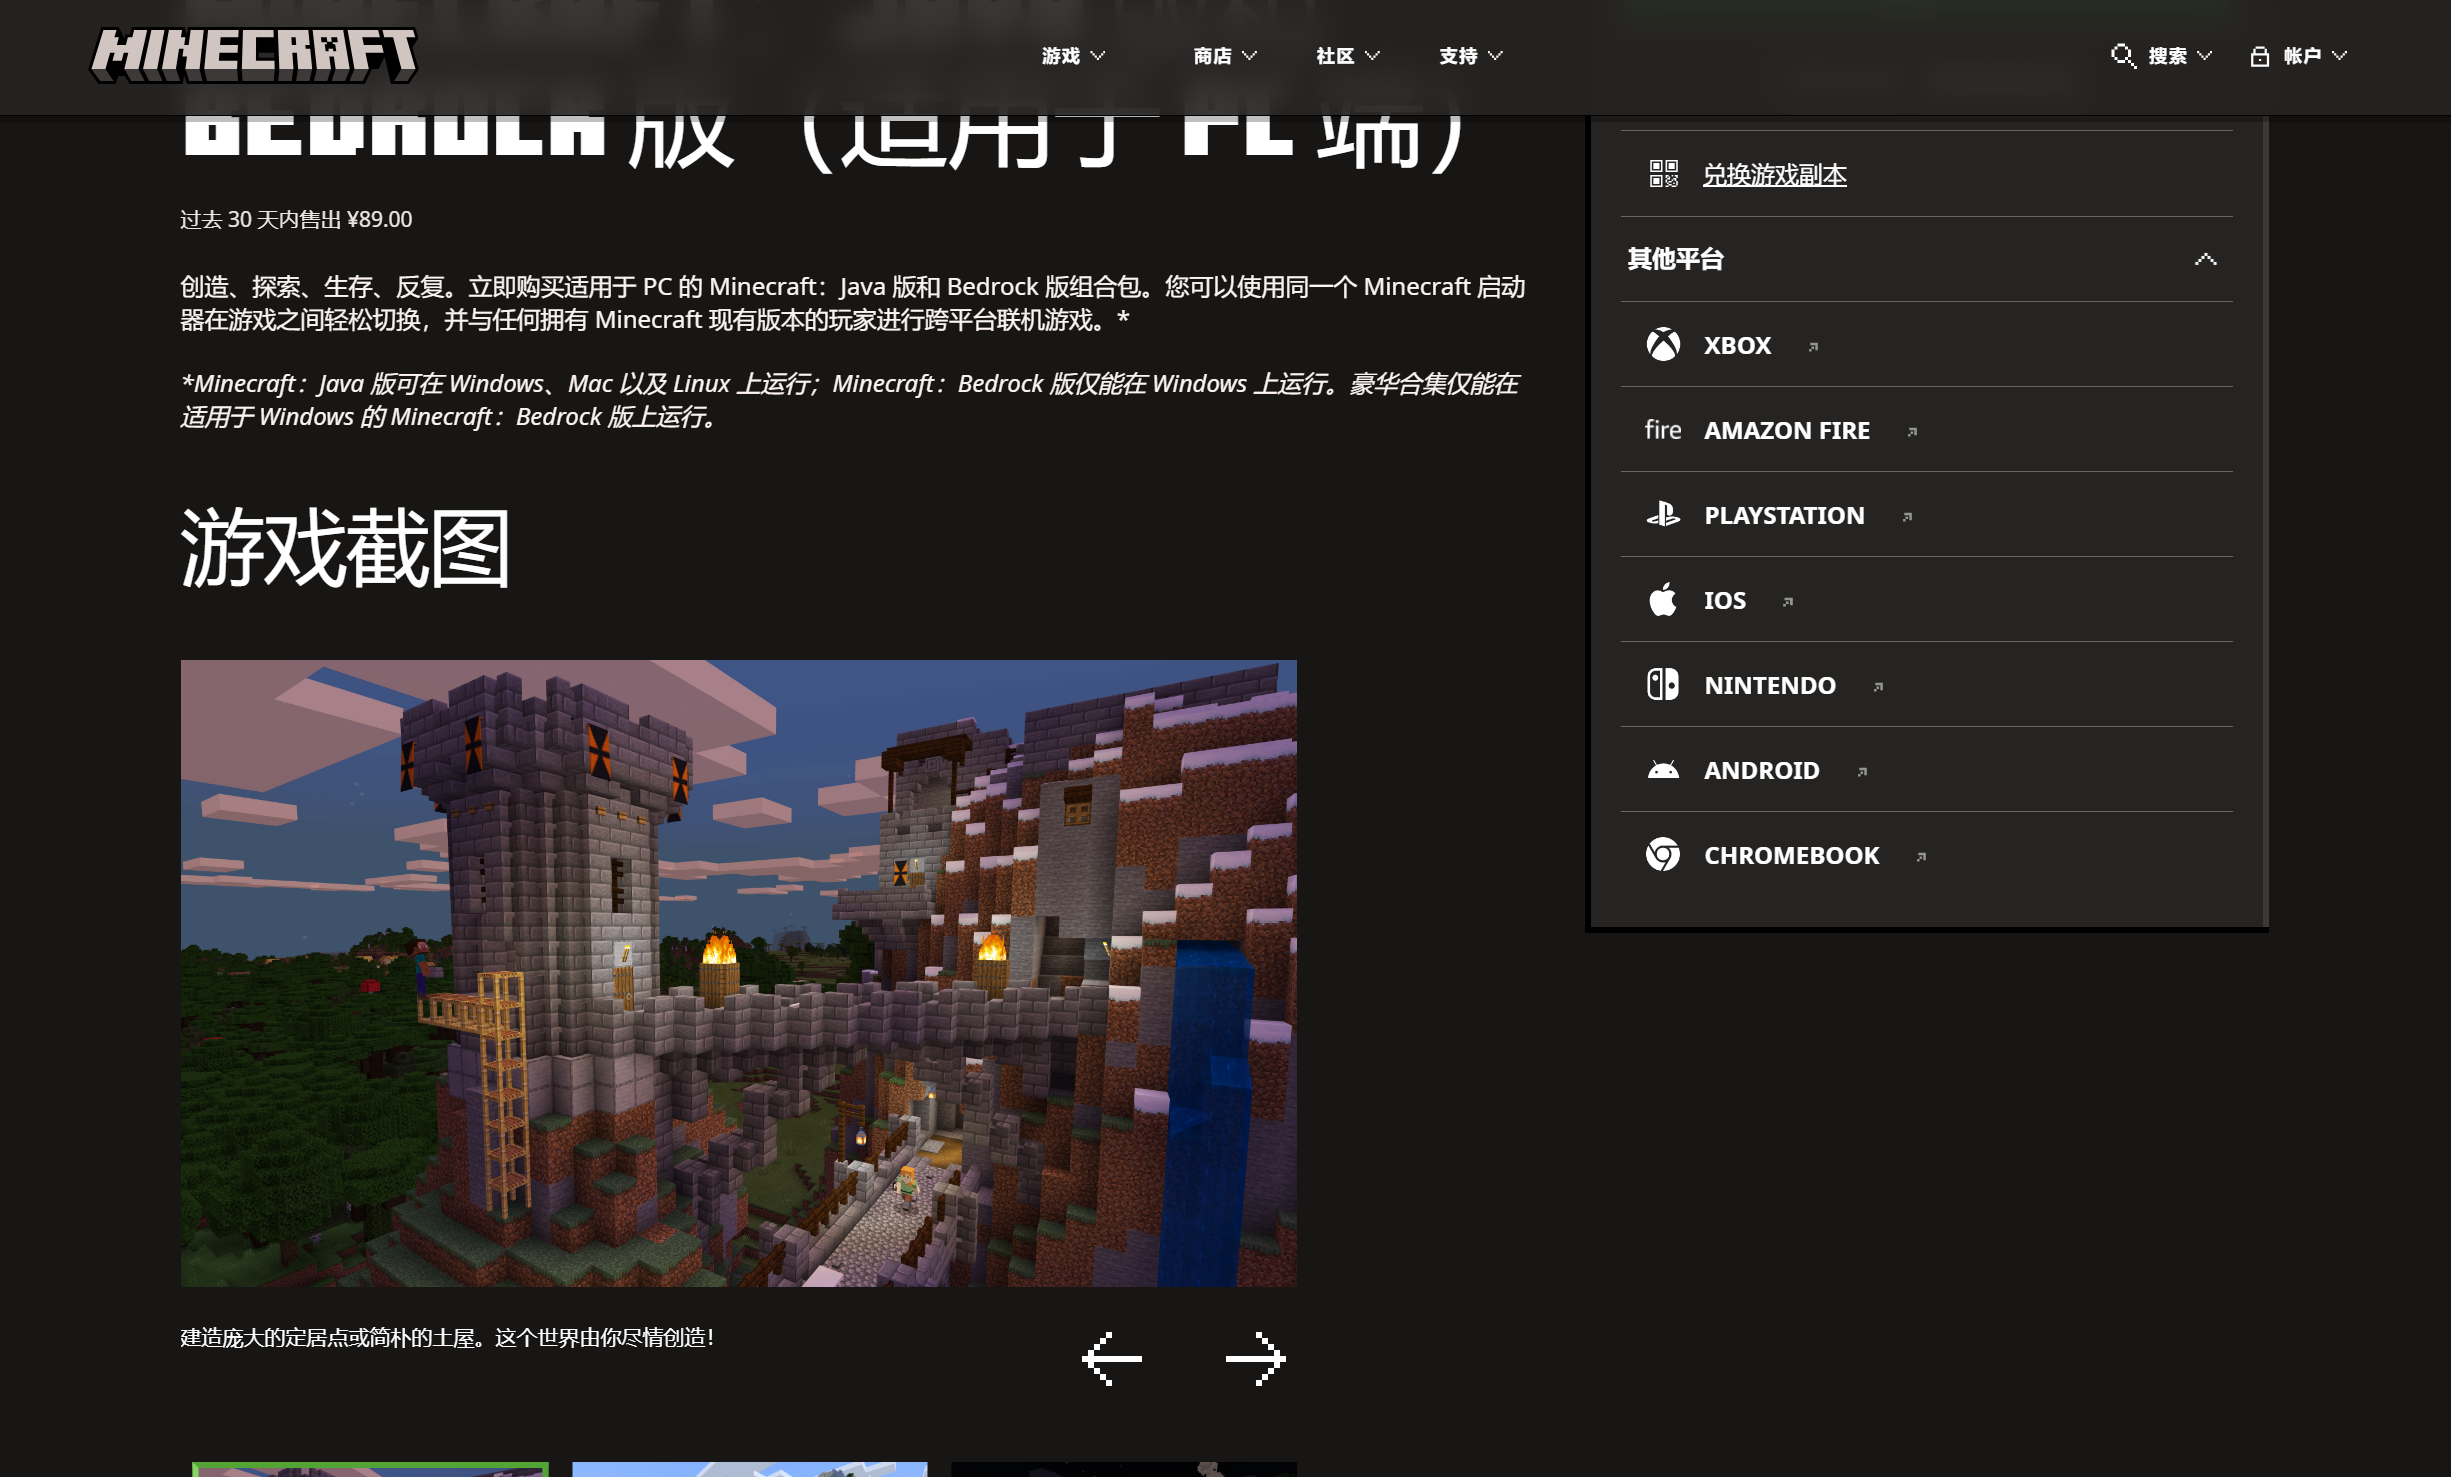 MINECRAFT
游戏
商店
社区
支持
搜索
帐户
BEDROCK 版（适用于 PC 端）
过去 30 天内售出 ¥89.00
创造、探索、生存、反复。立即购买适用于 PC 的 Minecraft：Java 版和 Bedrock 版组合包。您可以使用同一个 Minecraft 启动
器在游戏之间轻松切换，并与任何拥有 Minecraft 现有版本的玩家进行跨平台联机游戏。*
*Minecraft：Java 版可在 Windows、Mac 以及 Linux 上运行；Minecraft：Bedrock 版仅能在 Windows 上运行。豪华合集仅能在
适用于 Windows 的 Minecraft：Bedrock 版上运行。
游戏截图
建造庞大的定居点或简朴的土屋。这个世界由你尽情创造！
兑换游戏副本
其他平台
XBOX
fire AMAZON FIRE
PLAYSTATION
IOS
NINTENDO
ANDROID
CHROMEBOOK